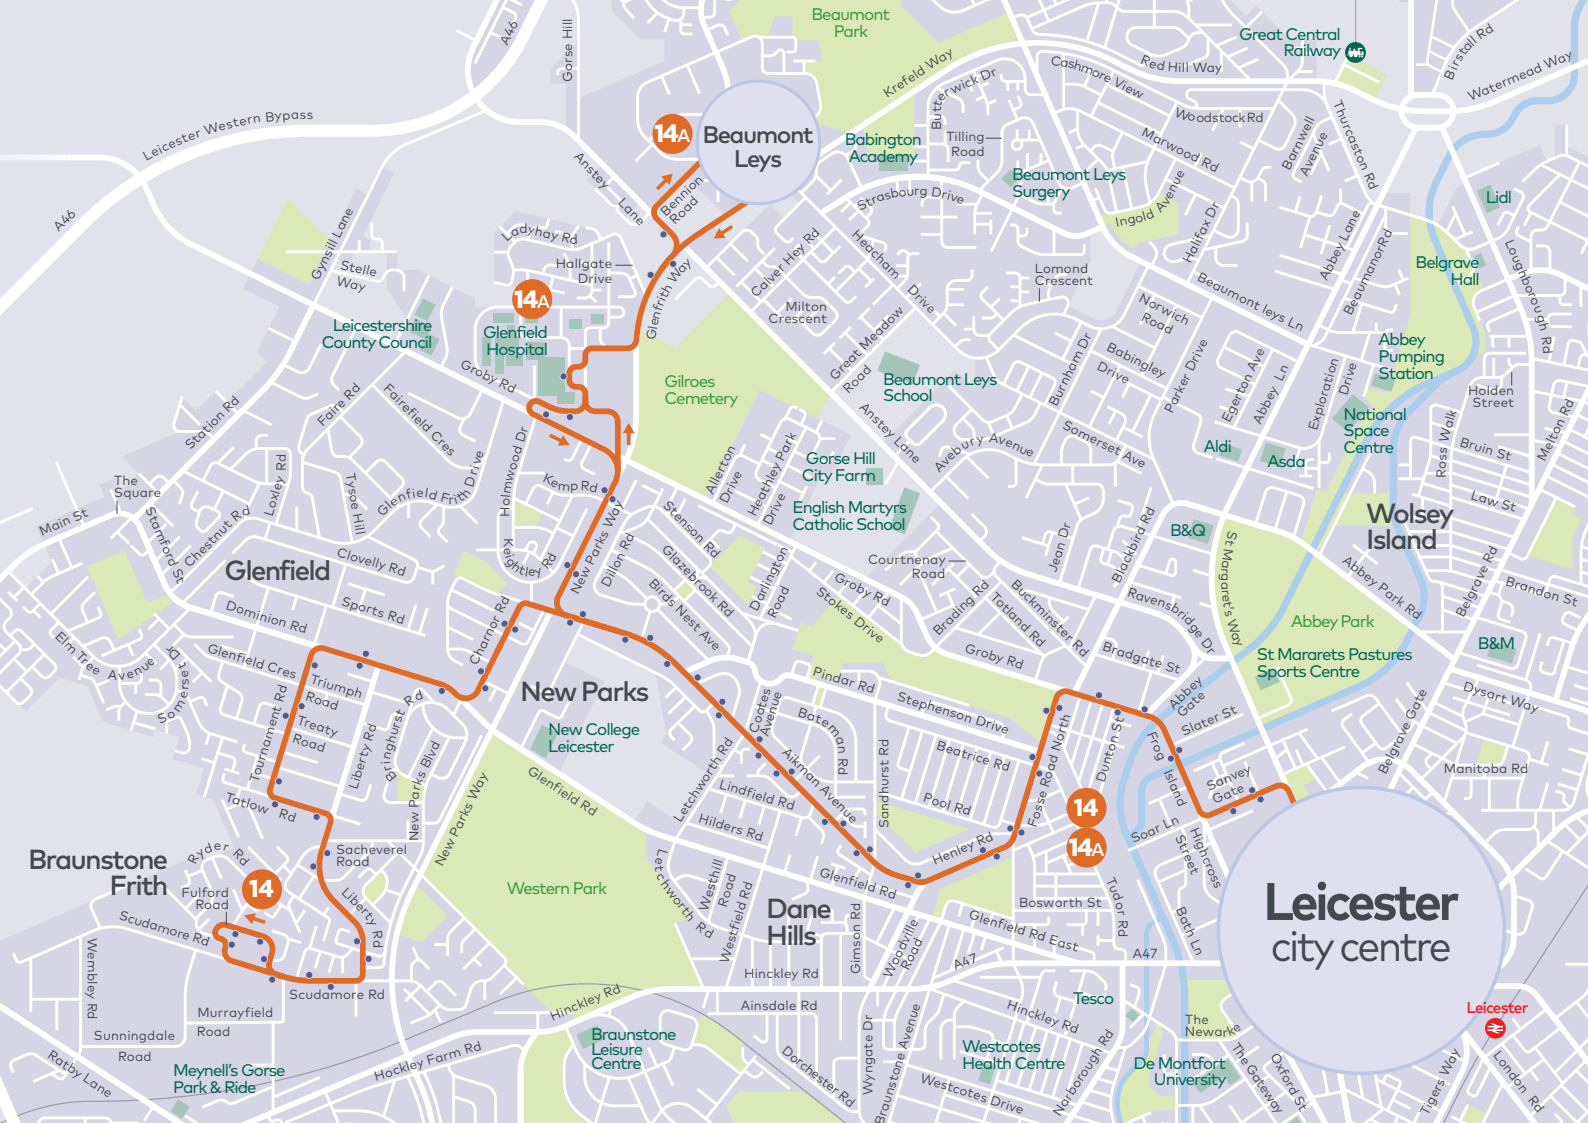 Beaumont
Park
Great Central
Railway
A46
Gorse Hill
Krefeld Way
Cashmore View
Red Hill Way
Birstall Rd
Watermead Way
Leicester Western Bypass
14A
Beaumont
Leys
Butterwick Dr
Babington
Academy
Tilling
Road
Woodstock Rd
Marwood Rd
Barnwell
Avenue
Thurcaston Rd
Anstey
Lane
Bennion
Road
Beaumont Leys
Surgery
Strasbourg Drive
Ingold Avenue
Lidl
A46
Gynsill Lane
Ladyhay Rd
Stelle
Way
Hallgate
Drive
Calver Hey Rd
Heacham
Drive
Halifax Dr
Abbey Lane
Beaumanor Rd
Belgrave
Hall
Loughborough Rd
Lomond
Crescent
14A
Glenfrith Way
Milton
Crescent
Norwich
Road
Beaumont leys Ln
Leicestershire
County Council
Glenfield
Hospital
Great Meadow
Road
Burnham Dr
Babingley
Drive
Parker Drive
Egerton Ave
Abbey Ln
Exploration
Drive
Abbey
Pumping
Station
Groby Rd
Gilroes
Cemetery
Beaumont Leys
School
Holden
Street
Station Rd
Faire Rd
Fairefield Cres
Anstey Lane
Avebury Avenue
Somerset Ave
Aldi
Asda
National
Space
Centre
Ross Walk
Bruin St
Melton Rd
The
Square
Main St
Stamford St
Chestnut Rd
Loxley Rd
Tysoe Hill
Glenfield Frith Drive
Holmwood Dr
Kemp Rd
Allerton
Drive
Heathley Park
Drive
Gorse Hill
City Farm
English Martyrs
Catholic School
Law St
Wolsey
Island
B&Q
Glenfield
Clovelly Rd
Keightley Rd
New Parks Way
Dillon Rd
Stenson Rd
Glazebrook Rd
Birds Nest Ave
Darlington
Road
Courtnenay
Road
Jean Dr
Blackbird Rd
St Margaret's Way
Abbey Park Rd
Belgrave Rd
Brandon St
Dominion Rd
Sports Rd
Charnor Rd
Groby Rd
Stokes Drive
Brading Rd
Totland Rd
Buckminster Rd
Ravensbridge Dr
Abbey Park
B&M
Elm Tree Avenue
Somerset Dr
Glenfield Cres
Triumph
Road
Treaty
Road
Tournament Rd
Liberty Rd
Bringhurst Rd
New Parks Blvd
New Parks
New College
Leicester
Pindar Rd
Groby Rd
Bradgate St
St Mararets Pastures
Sports Centre
Dysart Way
Stephenson Drive
Abbey
Gate
Slater St
Belgrave Gate
Coates
Avenue
Bateman Rd
Sandhurst Rd
Beatrice Rd
Fosse Road North
Dunton St
Frog Island
Sanvey
Gate
Manitoba Rd
Tatlow Rd
New Parks Way
Glenfield Rd
Letchworth Rd
Aikman Avenue
Lindfield Rd
Pool Rd
14
14A
Hilders Rd
Henley Rd
Soar Ln
Highcross
Street
Braunstone
Frith
Ryder Rd
Sacheverel
Road
Fulford
Road
14
Liberty Rd
Western Park
Letchworth
Rd
Westhill
Road
Westfield Rd
Glenfield Rd
Dane
Hills
Gimson Rd
Woodville
Road
Bosworth St
Glenfield Rd East
Tudor Rd
Bath Ln
Leicester
city centre
Scudamore Rd
Wembley Rd
Hinckley Rd
A47
A47
Scudamore Rd
Murrayfield
Road
Hinckley Rd
Ainsdale Rd
Hinckley Rd
Tesco
The
Newarke
Leicester
Sunningdale
Road
Ratby Lane
Meynell's Gorse
Park & Ride
Hockley Farm Rd
Braunstone
Leisure
Centre
Dorchester Rd
Wyngate Dr
Braunstone Avenue
Westcotes
Health Centre
Westcotes Drive
Narborough Rd
De Montfort
University
The Gateway
Oxford St
Tigers Way
London Rd